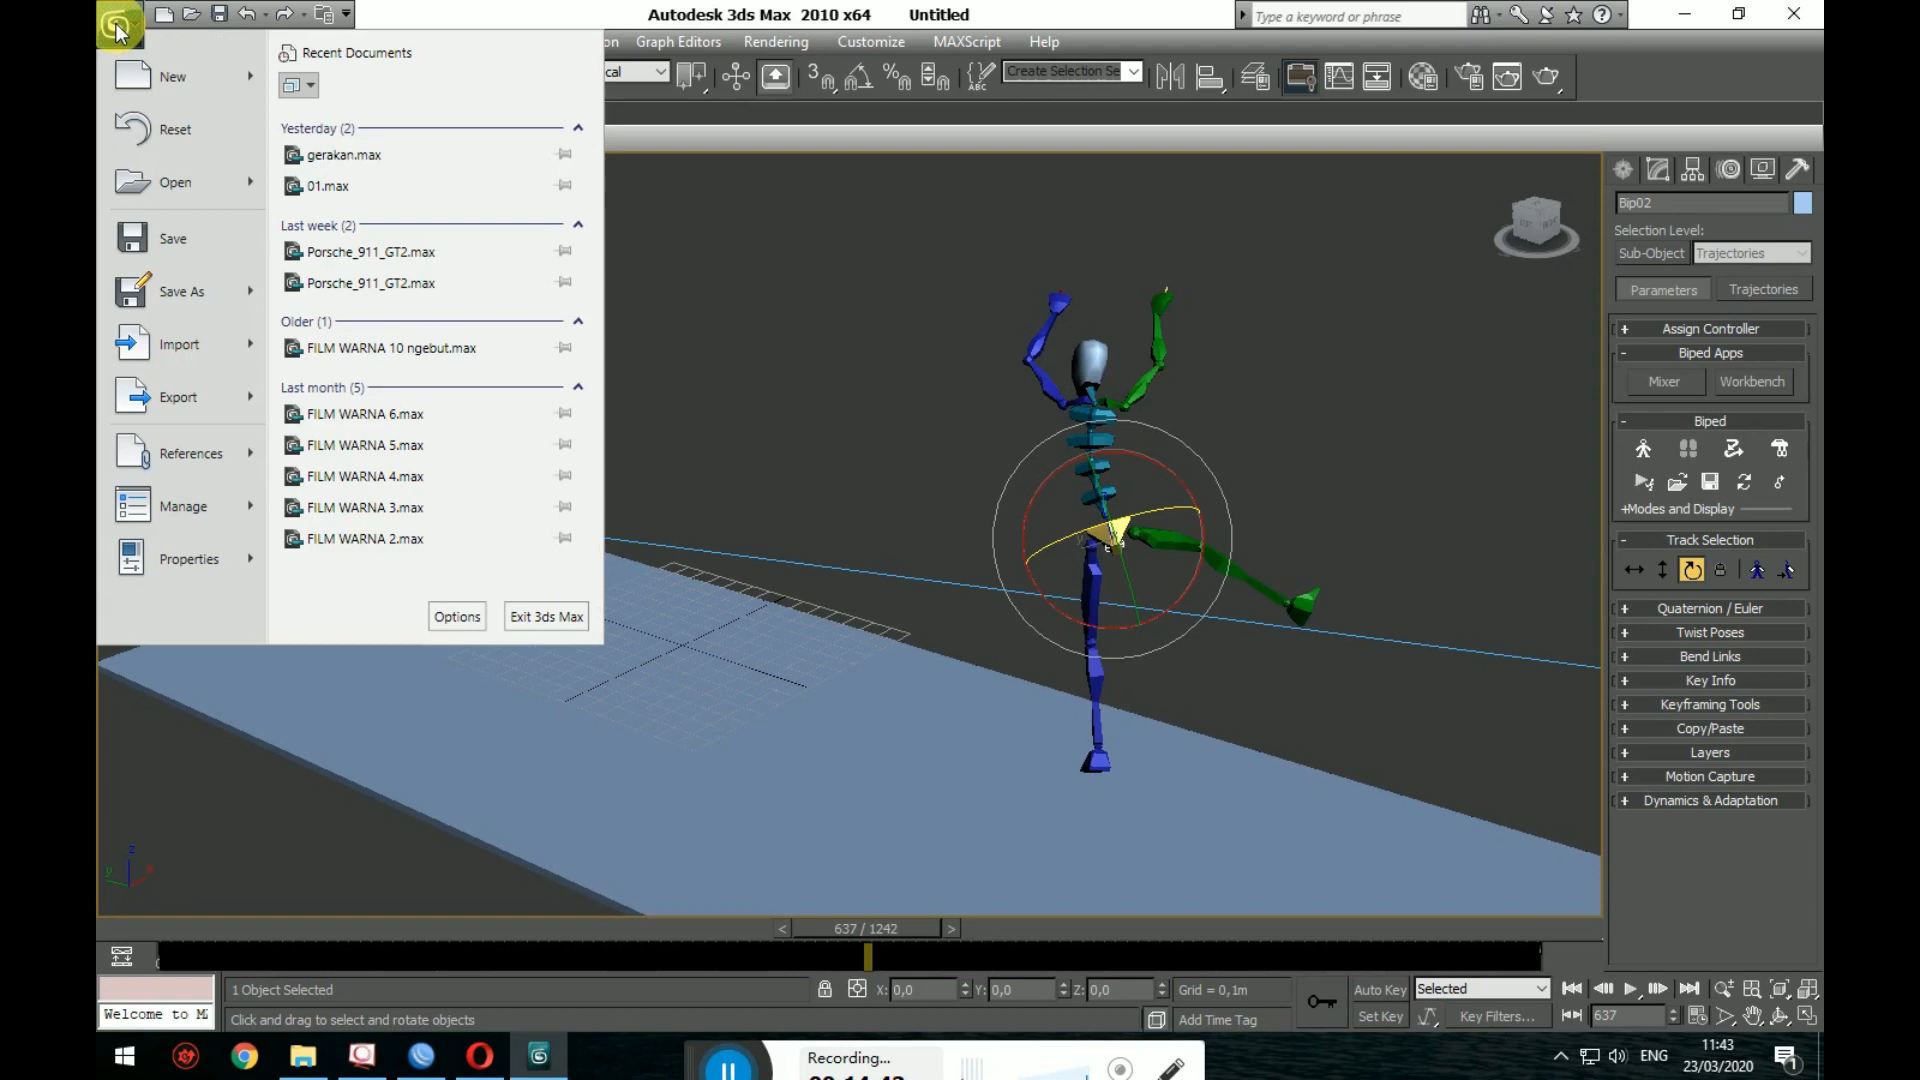 Autodesk 3ds Max 2010 x64 Untitled
Type a keyword or phrase
Graph Editors Rendering Customize MAXScript Help
Create Selection Se
New
Reset
Open
Save
Save As
Import
Export
References
Manage
Properties
Recent Documents
Yesterday (2)
gerakan.max
01.max
Last week (2)
Porsche_911_GT2.max
Porsche_911_GT2.max
Older (1)
FILM WARNA 10 ngebut.max
Last month (5)
FILM WARNA 6.max
FILM WARNA 5.max
FILM WARNA 4.max
FILM WARNA 3.max
FILM WARNA 2.max
Options Exit 3ds Max
Bip02
Selection Level:
Sub-Object Trajectories
Parameters Trajectories
+ Assign Controller
- Biped Apps
Mixer Workbench
- Biped
+Modes and Display
- Track Selection
+ Quaternion / Euler
+ Twist Poses
+ Bend Links
+ Key Info
+ Keyframing Tools
+ Copy/Paste
+ Layers
+ Motion Capture
+ Dynamics & Adaptation
z
y
x
< 637 / 1242 >
1 Object Selected
X: 0,0 Y: 0,0 Z: 0,0 Grid = 0,1m
Auto Key Selected
Welcome to M
Click and drag to select and rotate objects
Add Time Tag
Set Key Key Filters... 637
Recording...
ENG
11:43
23/03/2020
1